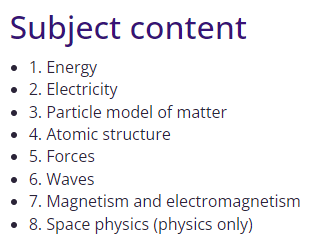 Subject content
• 1. Energy
• 2. Electricity
• 3. Particle model of matter
• 4. Atomic structure
• 5. Forces
• 6. Waves
• 7. Magnetism and electromagnetism
• 8. Space physics (physics only)